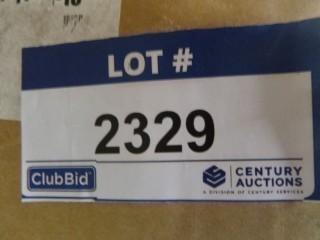 LOT #
2329
ClubBid
CENTURY
AUCTIONS
A DIVISION OF CENTURY SERVICES